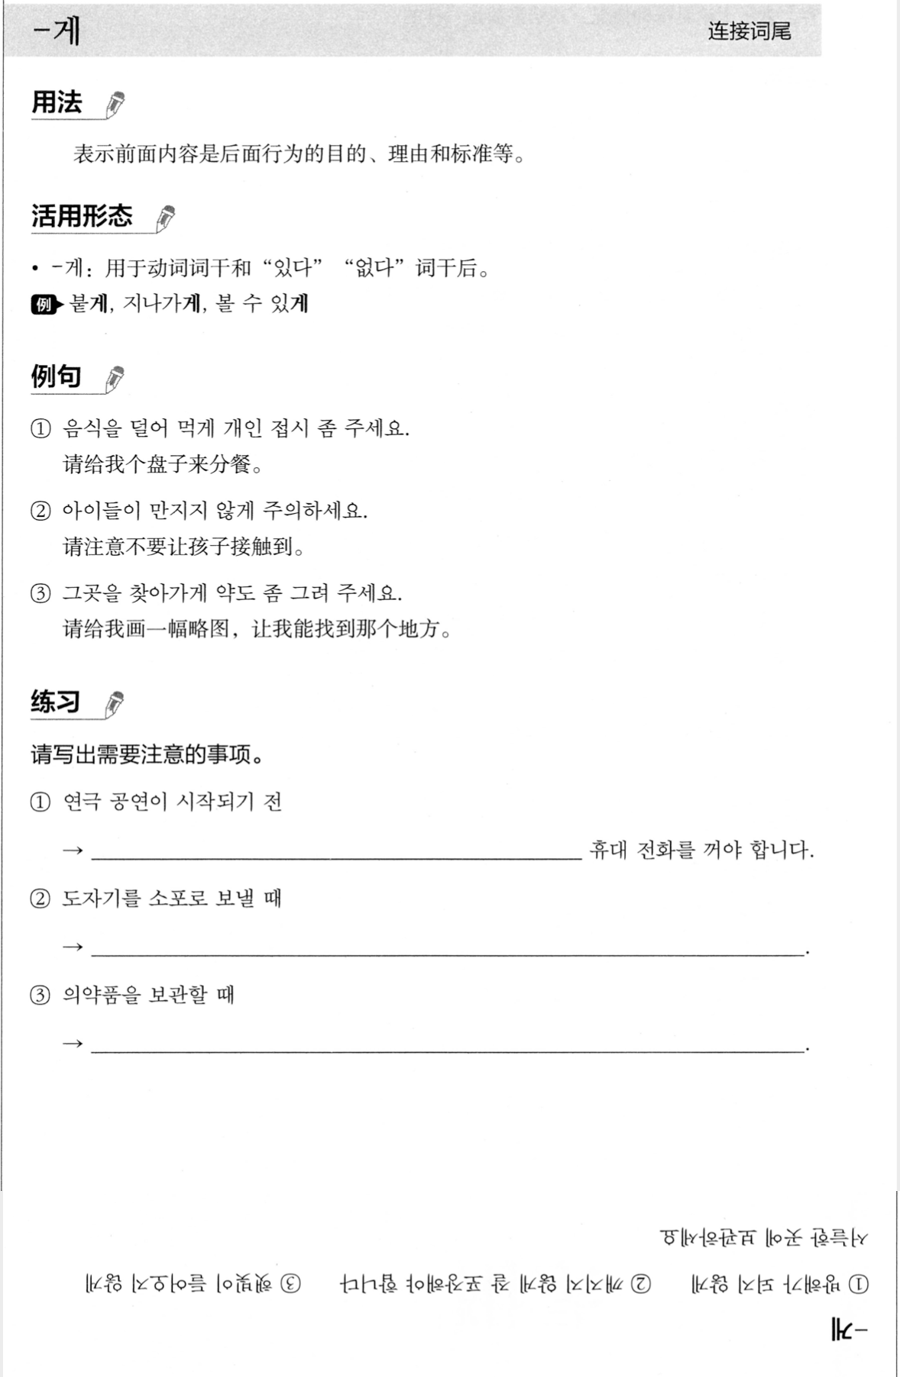 -게 连接词尾
用法
表示前面内容是后面行为的目的、理由和标准等。
活用形态
• -게：用于动词词干和“있다”“없다”词干后。
例 붙게, 지나가게, 볼 수 있게
例句
① 음식을 덜어 먹게 개인 접시 좀 주세요.
请给我个盘子来分餐。
② 아이들이 만지지 않게 주의하세요.
请注意不要让孩子接触到。
③ 그곳을 찾아가게 약도 좀 그려 주세요.
请给我画一幅略图，让我能找到那个地方。
练习
请写出需要注意的事项。
① 연극 공연이 시작되기 전
→ ______________________________ 휴대 전화를 꺼야 합니다.
② 도자기를 소포로 보낼 때
→ ______________________________.
③ 의약품을 보관할 때
→ ______________________________.
-게
① 방해가 되지 않게 ② 깨지지 않게 잘 포장해야 합니다 ③ 햇빛이 들어오지 않게
서늘한 곳에 보관하세요